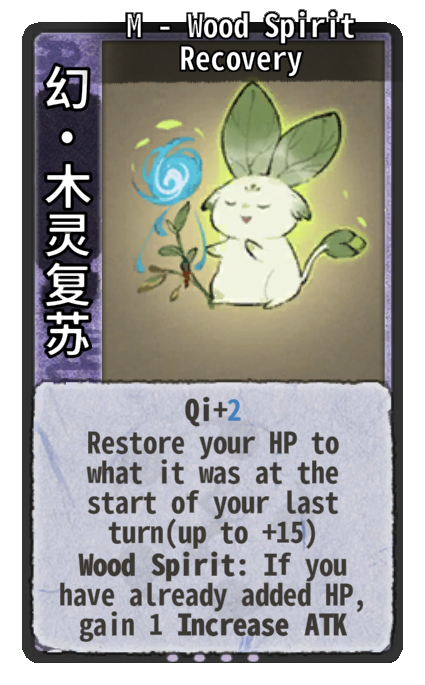 M - Wood Spirit
Recovery
幻·木灵复苏
Qi+2
Restore your HP to
what it was at the
start of your last
turn(up to +15)
Wood Spirit: If you
have already added HP,
gain 1 Increase ATK